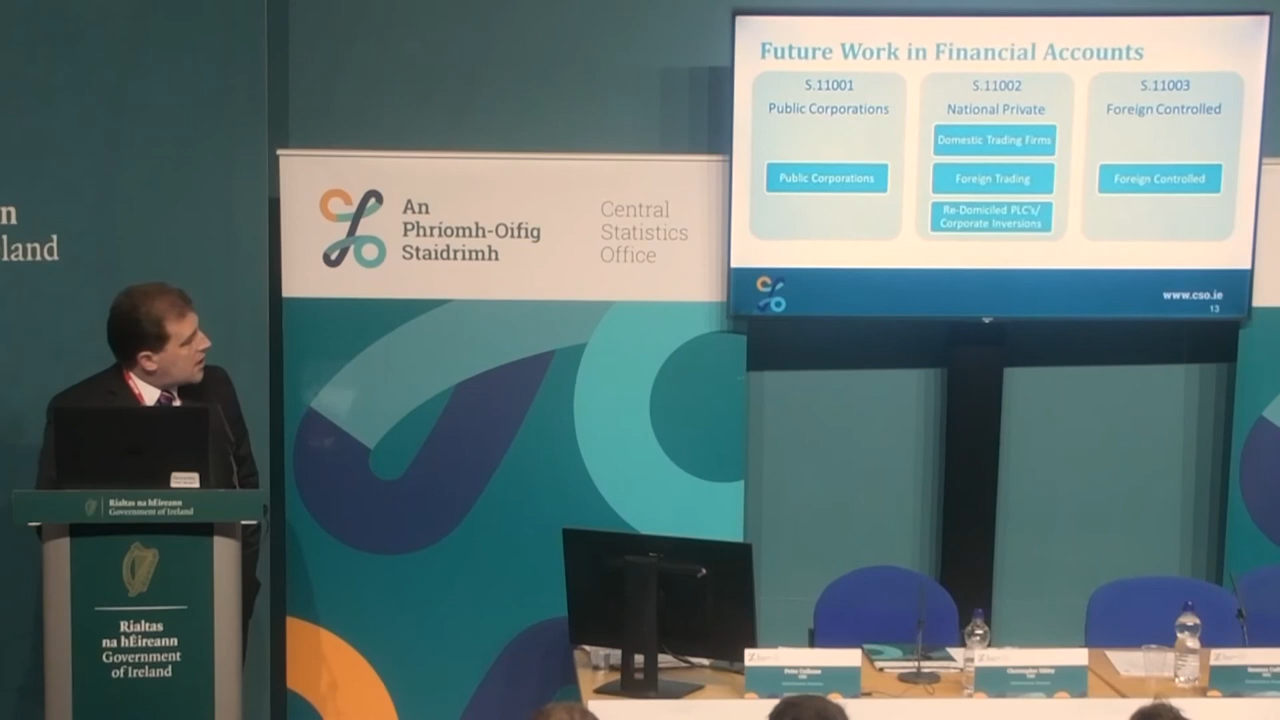 n
land
An
Phríomh-Oifig
Staidrimh
Central
Statistics
Office
Future Work in Financial Accounts
S.11001
Public Corporations
Public Corporations
S.11002
National Private
Domestic Trading Firms
Foreign Trading
Re-Domiciled PLC's/
Corporate Inversions
S.11003
Foreign Controlled
Foreign Controlled
www.cso.ie
13
Rialtas na hÉireann
Government of Ireland
Rialtas
na hÉireann
Government
of Ireland